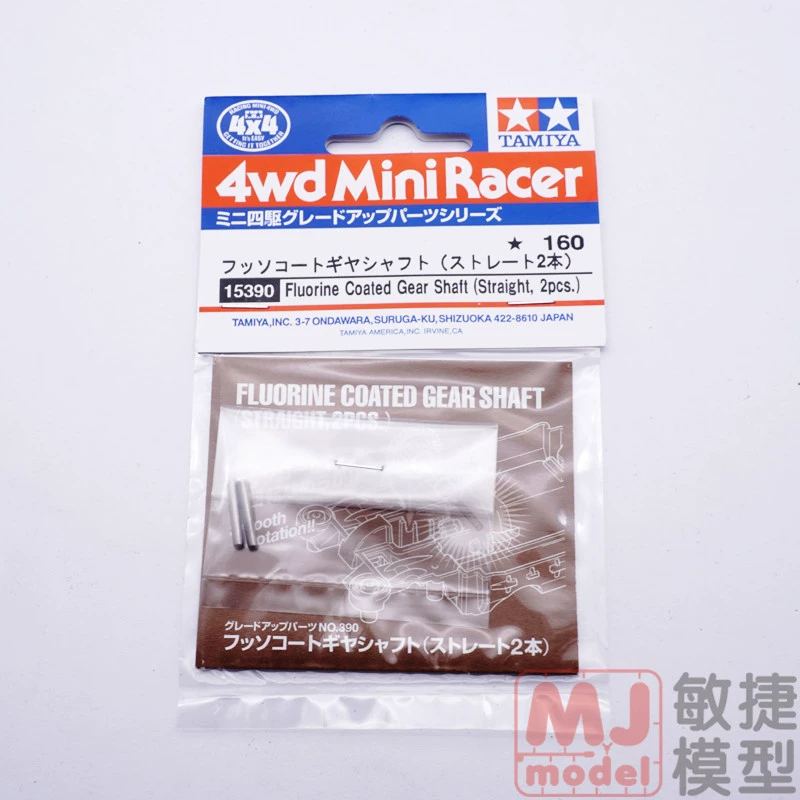 RACING MINI 4WD
4x4
It's EASY
GETTING IT TOGETHER
TAMIYA
4wd Mini Racer
ミニ四駆グレードアップパーツシリーズ
★ 160
フッソコートギヤシャフト（ストレート2本）
15390 Fluorine Coated Gear Shaft (Straight, 2pcs.)
TAMIYA,INC. 3-7 ONDAWARA, SURUGA-KU, SHIZUOKA 422-8610 JAPAN
TAMIYA AMERICA, INC. IRVINE,CA
FLUORINE COATED GEAR SHAFT
(STRAIGHT, 2PCS.)
グレードアップパーツNO.390
フッソコートギヤシャフト（ストレート2本）
MJ
model
敏捷
模型